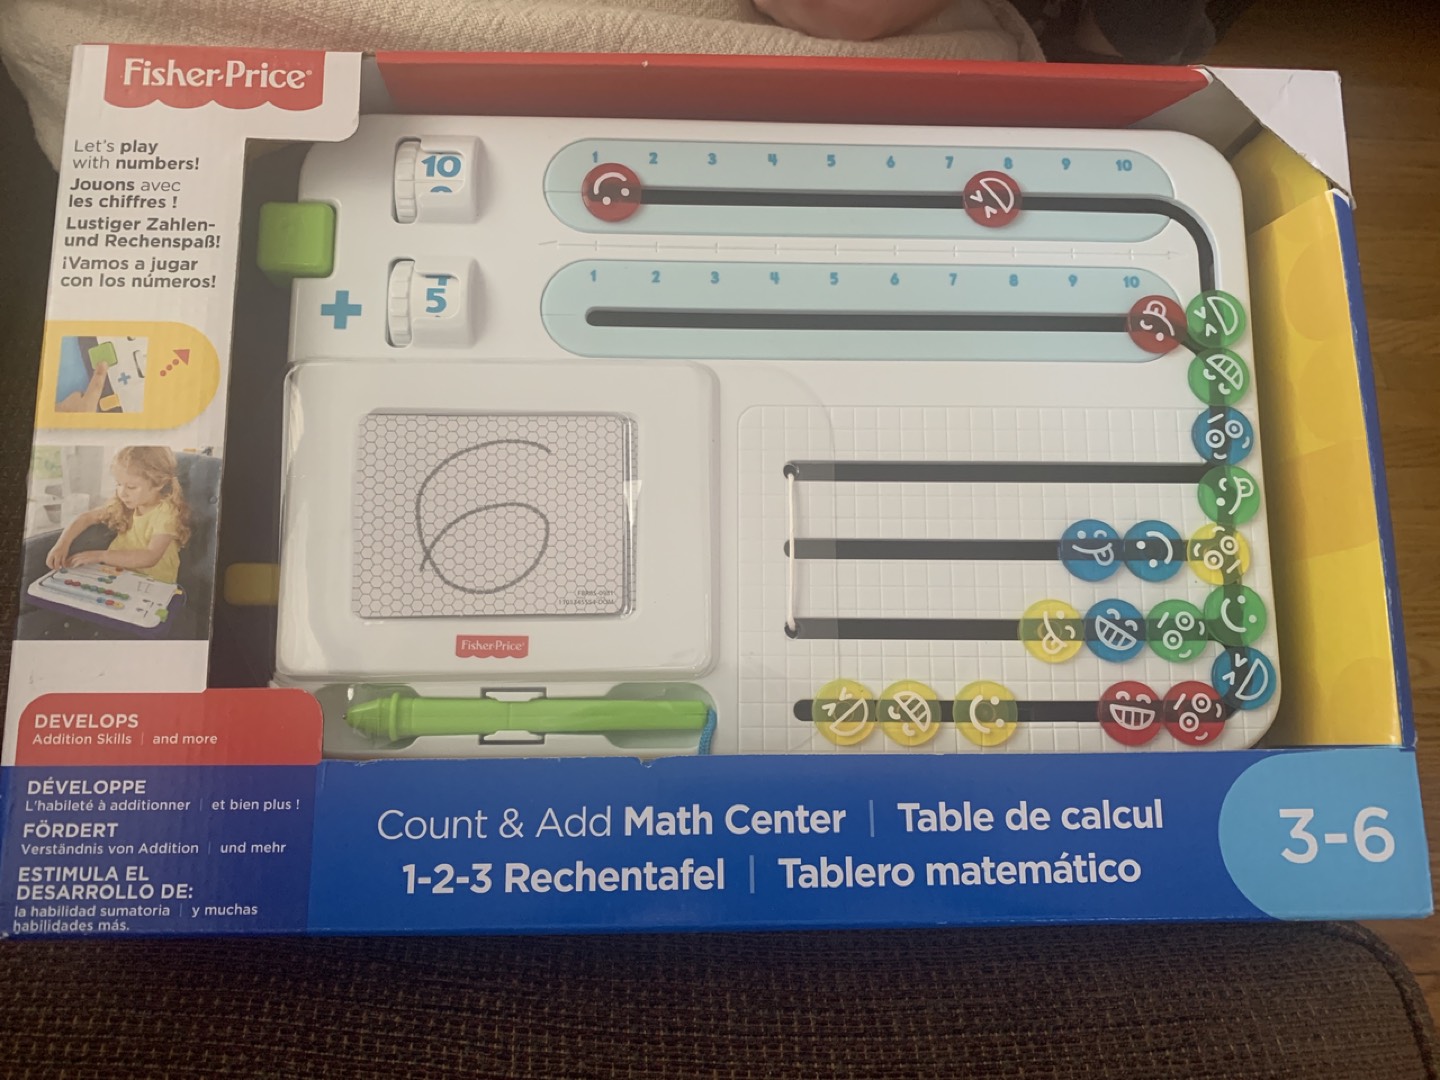 Fisher-Price®
Let's play
with numbers!
Jouons avec
les chiffres !
Lustiger Zahlen-
und Rechenspaß!
¡Vamos a jugar
con los números!
10
1 2 3 4 5 6 7 8 9 10
+
5
1 2 3 4 5 6 7 8 9 10
6
Fisher-Price®
DEVELOPS
Addition Skills | and more
DÉVELOPPE
L'habileté à additionner | et bien plus !
FÖRDERT
Verständnis von Addition | und mehr
ESTIMULA EL
DESARROLLO DE:
la habilidad sumatoria | y muchas
habilidades más.
Count & Add Math Center | Table de calcul
1-2-3 Rechentafel | Tablero matemático
3-6